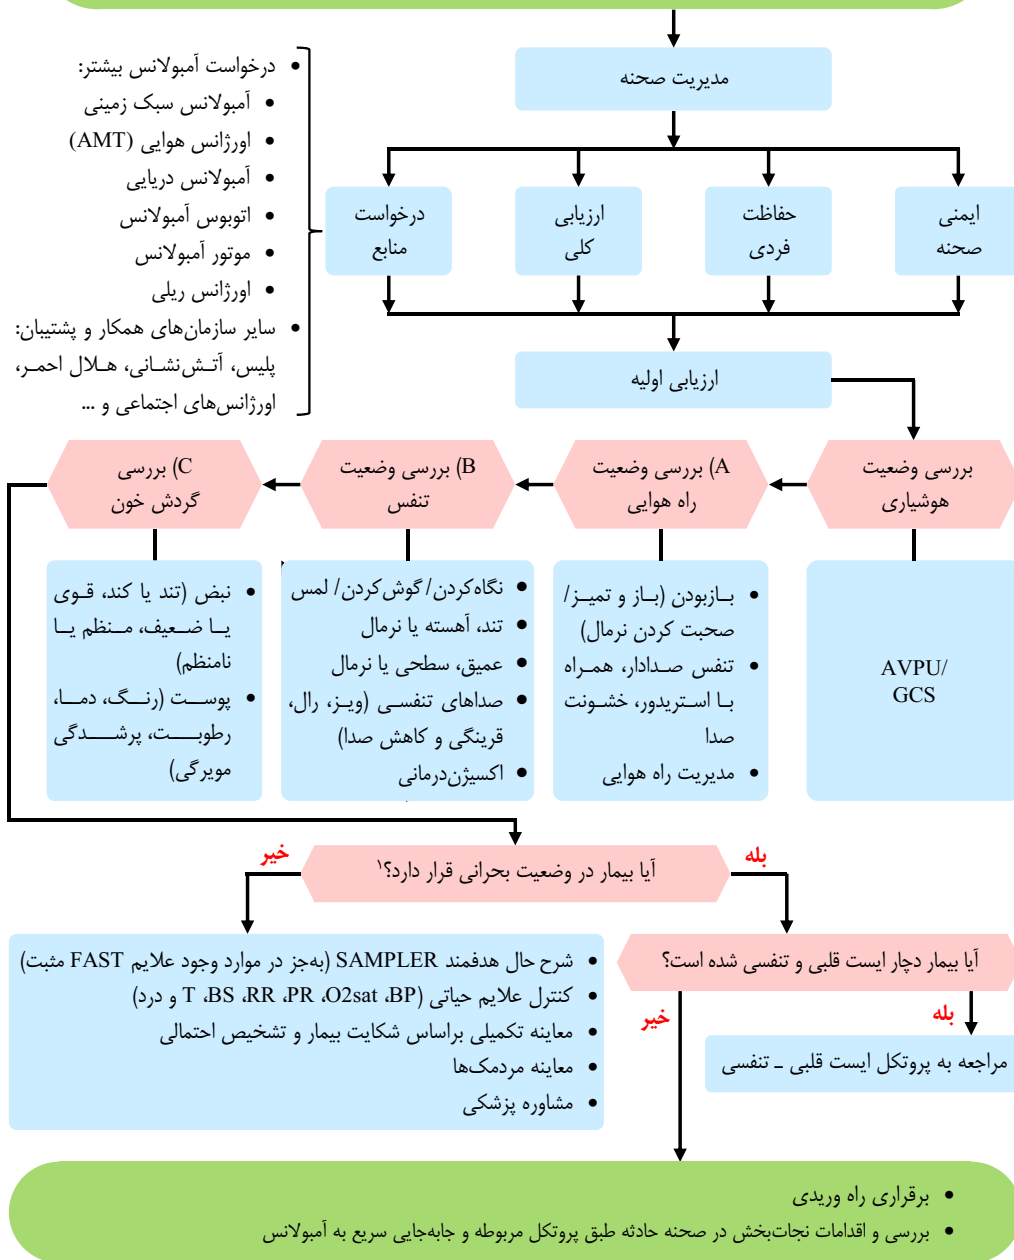 مدیریت صحنه
ایمنی
صحنه
حفاظت
فردی
ارزیابی
کلی
درخواست
منابع
• درخواست آمبولانس بیشتر:
• آمبولانس سبک زمینی
• اورژانس هوایی (AMT)
• آمبولانس دریایی
• اتوبوس آمبولانس
• موتور آمبولانس
• اورژانس ریلی
• سایر سازمان‌های همکار و پشتیبان:
پلیس، آتش‌نشانی، هلال احمر،
اورژانس‌های اجتماعی و ...
ارزیابی اولیه
بررسی وضعیت
هوشیاری
A) بررسی وضعیت
راه هوایی
B) بررسی وضعیت
تنفس
C) بررسی
گردش خون
AVPU/
GCS
• بازبودن (باز و تمیز/
صحبت کردن نرمال)
• تنفس صدادار، همراه
با استریدور، خشونت
صدا
• مدیریت راه هوایی
• نگاه‌کردن/ گوش‌کردن/ لمس
• تند، آهسته یا نرمال
• عمیق، سطحی یا نرمال
• صداهای تنفسی (ویز، رال،
قرینگی و کاهش صدا)
• اکسیژن‌درمانی
• نبض (تند یا کند، قوی
یا ضعیف، منظم یا
نامنظم)
• پوست (رنگ، دما،
رطوبت، پرشدگی
مویرگی)
آیا بیمار در وضعیت بحرانی قرار دارد؟۱
بله
خیر
آیا بیمار دچار ایست قلبی و تنفسی شده است؟
بله
خیر
مراجعه به پروتکل ایست قلبی ـ تنفسی
• شرح حال هدفمند SAMPLER (به‌جز در موارد وجود علایم FAST مثبت)
• کنترل علایم حیاتی (BP، O2sat، PR، RR، BS، T و درد)
• معاینه تکمیلی براساس شکایت بیمار و تشخیص احتمالی
• معاینه مردمک‌ها
• مشاوره پزشکی
• برقراری راه وریدی
• بررسی و اقدامات نجات‌بخش در صحنه حادثه طبق پروتکل مربوطه و جابه‌جایی سریع به آمبولانس